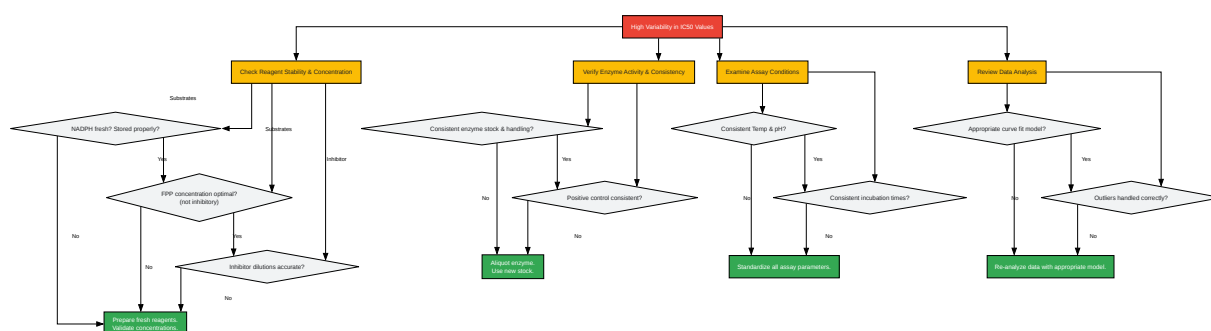 High Variability in IC50 Values
Check Reagent Stability & Concentration
Verify Enzyme Activity & Consistency
Examine Assay Conditions
Review Data Analysis
Substrates
Substrates
Inhibitor
NADPH fresh? Stored properly?
Consistent enzyme stock & handling?
Consistent Temp & pH?
Appropriate curve fit model?
Yes
Yes
Yes
Yes
FPP concentration optimal?
(not inhibitory)
Positive control consistent?
Consistent incubation times?
Outliers handled correctly?
No
No
No
No
Yes
No
No
No
No
Inhibitor dilutions accurate?
Aliquot enzyme.
Use new stock.
Standardize all assay parameters.
Re-analyze data with appropriate model.
No
Prepare fresh reagents.
Validate concentrations.